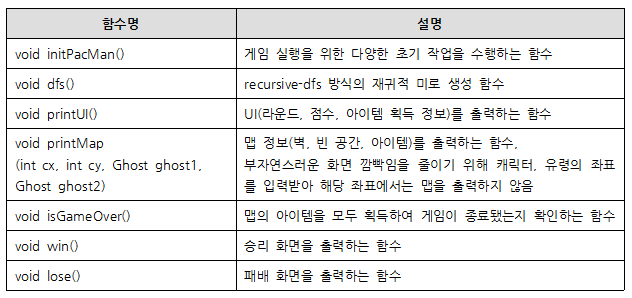 함수명 설명
void initPacMan() 게임 실행을 위한 다양한 초기 작업을 수행하는 함수
void dfs() recursive-dfs 방식의 재귀적 미로 생성 함수
void printUI() UI(라운드, 점수, 아이템 획득 정보)를 출력하는 함수
void printMap 맵 정보(벽, 빈 공간, 아이템)를 출력하는 함수,
(int cx, int cy, Ghost ghost1, 부자연스러운 화면 깜빡임을 줄이기 위해 캐릭터, 유령의 좌표
Ghost ghost2) 를 입력받아 해당 좌표에서는 맵을 출력하지 않음
void isGameOver() 맵의 아이템을 모두 획득하여 게임이 종료됐는지 확인하는 함수
void win() 승리 화면을 출력하는 함수
void lose() 패배 화면을 출력하는 함수